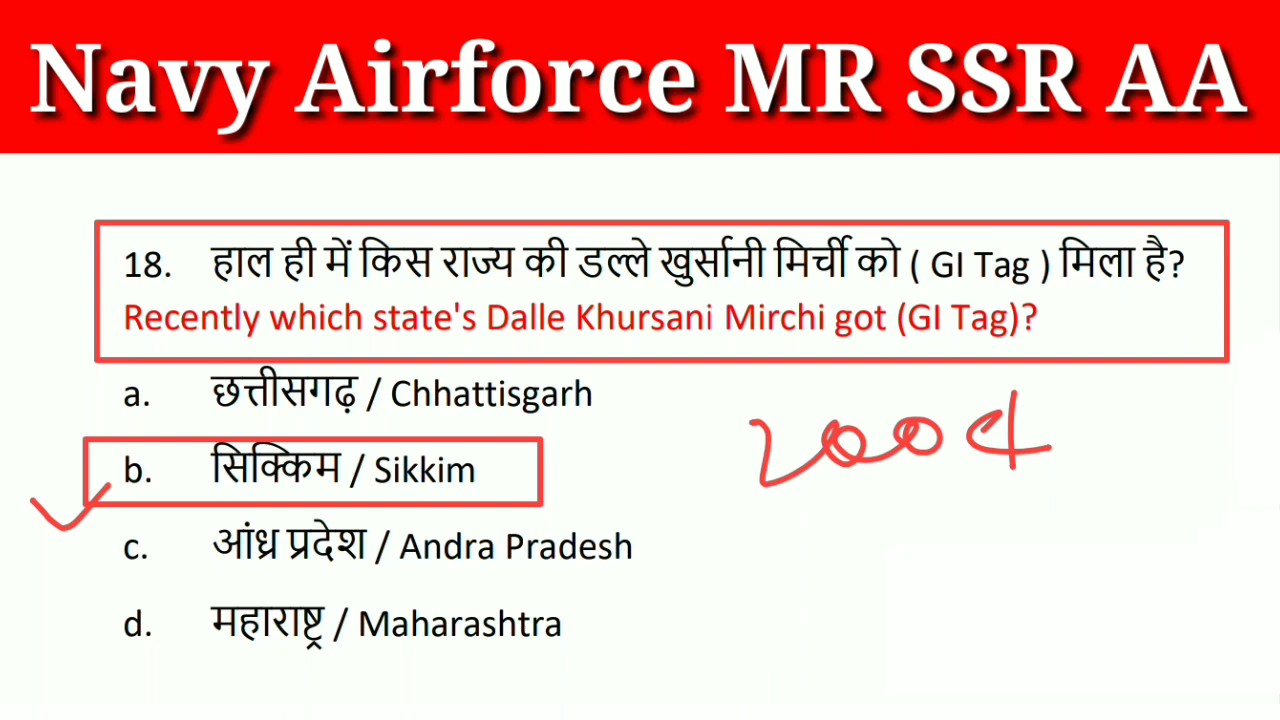 Navy Airforce MR SSR AA
18. हाल ही में किस राज्य की डल्ले खुर्सानी मिर्ची को ( GI Tag ) मिला है?
Recently which state's Dalle Khursani Mirchi got (GI Tag)?
a. छत्तीसगढ़ / Chhattisgarh
2004
b. सिक्किम / Sikkim
c. आंध्र प्रदेश / Andra Pradesh
d. महाराष्ट्र / Maharashtra